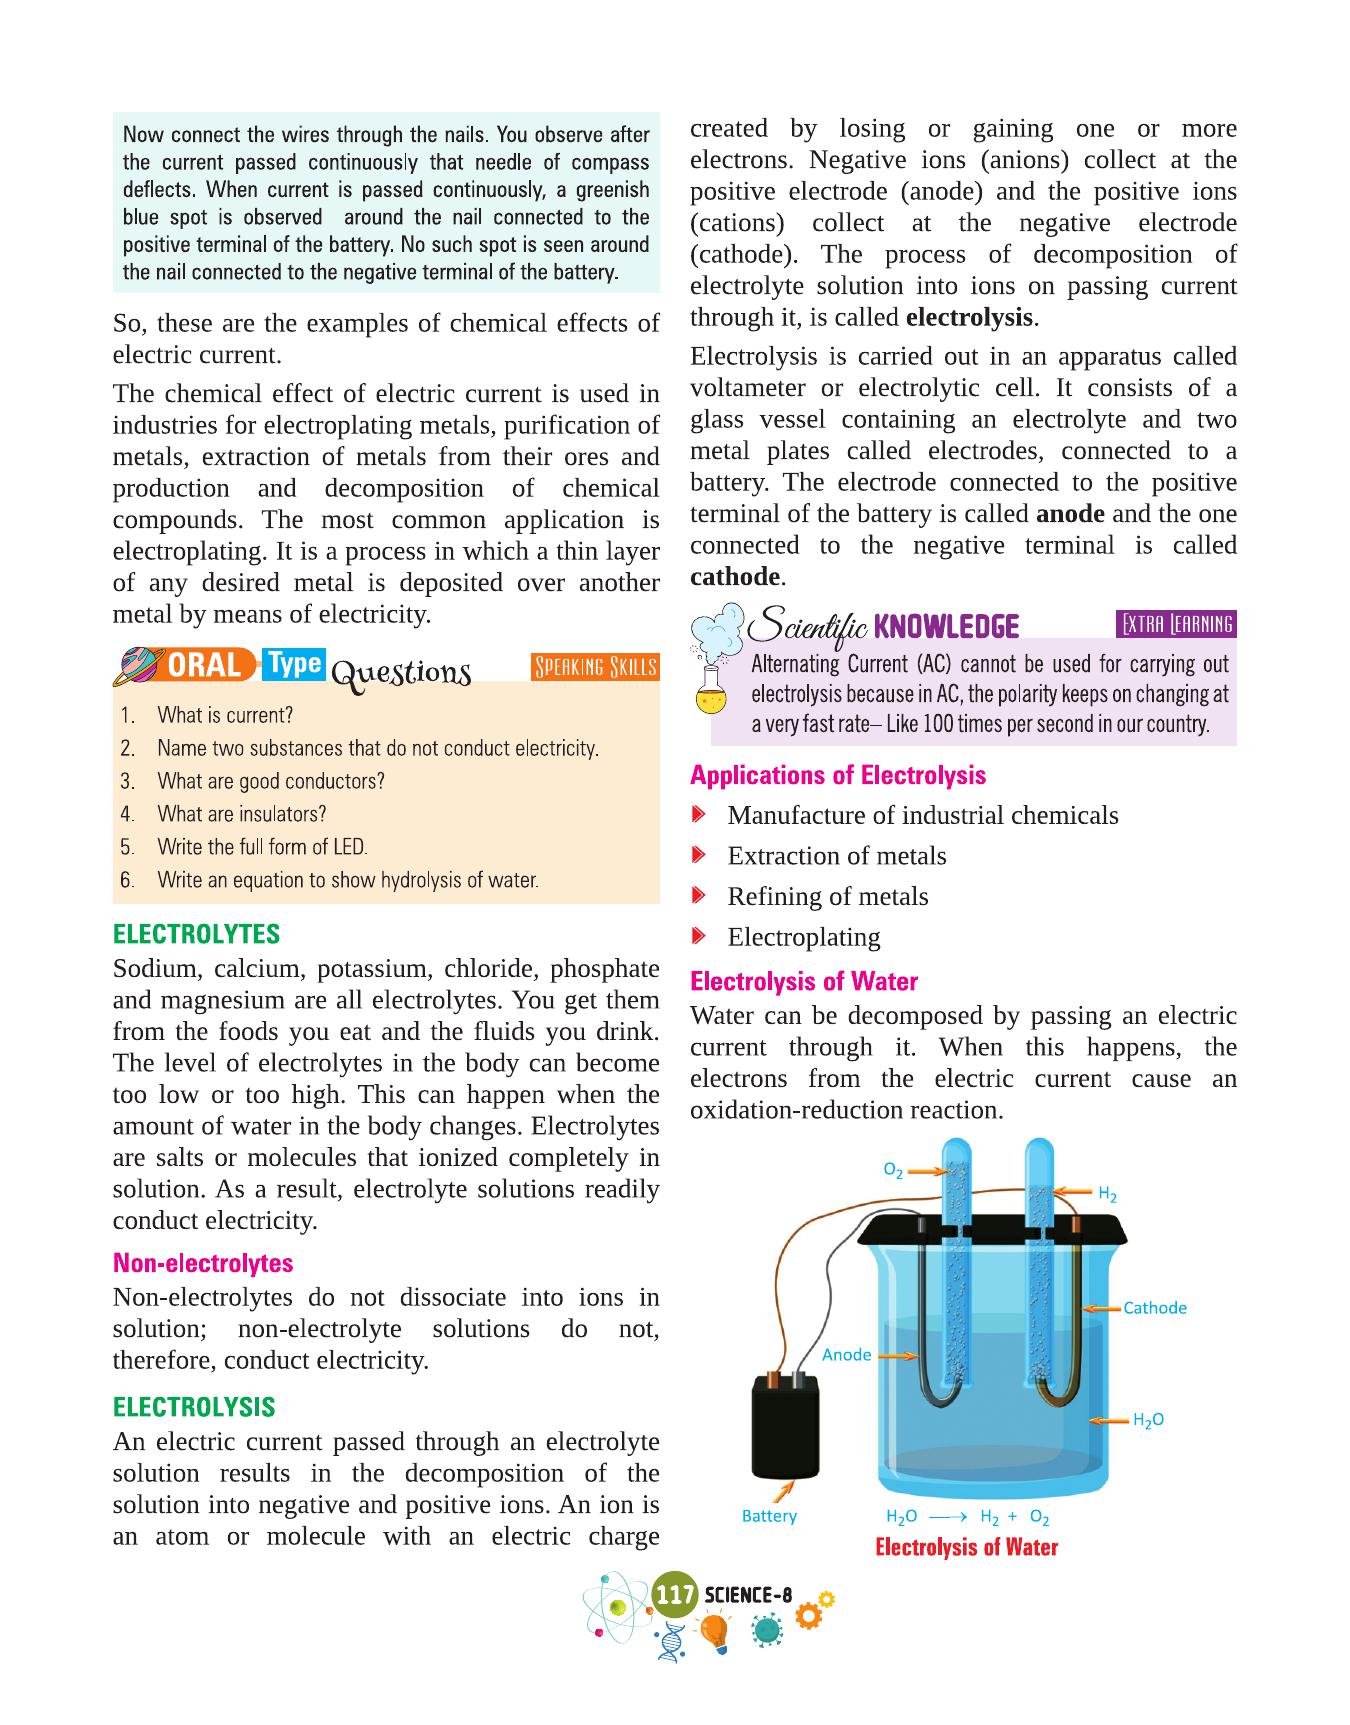 Now connect the wires through the nails. You observe after
the current passed continuously that needle of compass
deflects. When current is passed continuously, a greenish
blue spot is observed around the nail connected to the
positive terminal of the battery. No such spot is seen around
the nail connected to the negative terminal of the battery.
So, these are the examples of chemical effects of
electric current.
The chemical effect of electric current is used in
industries for electroplating metals, purification of
metals, extraction of metals from their ores and
production and decomposition of chemical
compounds. The most common application is
electroplating. It is a process in which a thin layer
of any desired metal is deposited over another
metal by means of electricity.
ORAL Type Questions SPEAKING SKILLS
1. What is current?
2. Name two substances that do not conduct electricity.
3. What are good conductors?
4. What are insulators?
5. Write the full form of LED.
6. Write an equation to show hydrolysis of water.
ELECTROLYTES
Sodium, calcium, potassium, chloride, phosphate
and magnesium are all electrolytes. You get them
from the foods you eat and the fluids you drink.
The level of electrolytes in the body can become
too low or too high. This can happen when the
amount of water in the body changes. Electrolytes
are salts or molecules that ionized completely in
solution. As a result, electrolyte solutions readily
conduct electricity.
Non-electrolytes
Non-electrolytes do not dissociate into ions in
solution; non-electrolyte solutions do not,
therefore, conduct electricity.
ELECTROLYSIS
An electric current passed through an electrolyte
solution results in the decomposition of the
solution into negative and positive ions. An ion is
an atom or molecule with an electric charge
created by losing or gaining one or more
electrons. Negative ions (anions) collect at the
positive electrode (anode) and the positive ions
(cations) collect at the negative electrode
(cathode). The process of decomposition of
electrolyte solution into ions on passing current
through it, is called electrolysis.
Electrolysis is carried out in an apparatus called
voltameter or electrolytic cell. It consists of a
glass vessel containing an electrolyte and two
metal plates called electrodes, connected to a
battery. The electrode connected to the positive
terminal of the battery is called anode and the one
connected to the negative terminal is called
cathode.
Scientific KNOWLEDGE EXTRA LEARNING
Alternating Current (AC) cannot be used for carrying out
electrolysis because in AC, the polarity keeps on changing at
a very fast rate– Like 100 times per second in our country.
Applications of Electrolysis
Manufacture of industrial chemicals
Extraction of metals
Refining of metals
Electroplating
Electrolysis of Water
Water can be decomposed by passing an electric
current through it. When this happens, the
electrons from the electric current cause an
oxidation-reduction reaction.
O₂
H₂
Cathode
Anode
H₂O
Battery
H₂O ⟶ H₂ + O₂
Electrolysis of Water
117 SCIENCE-8